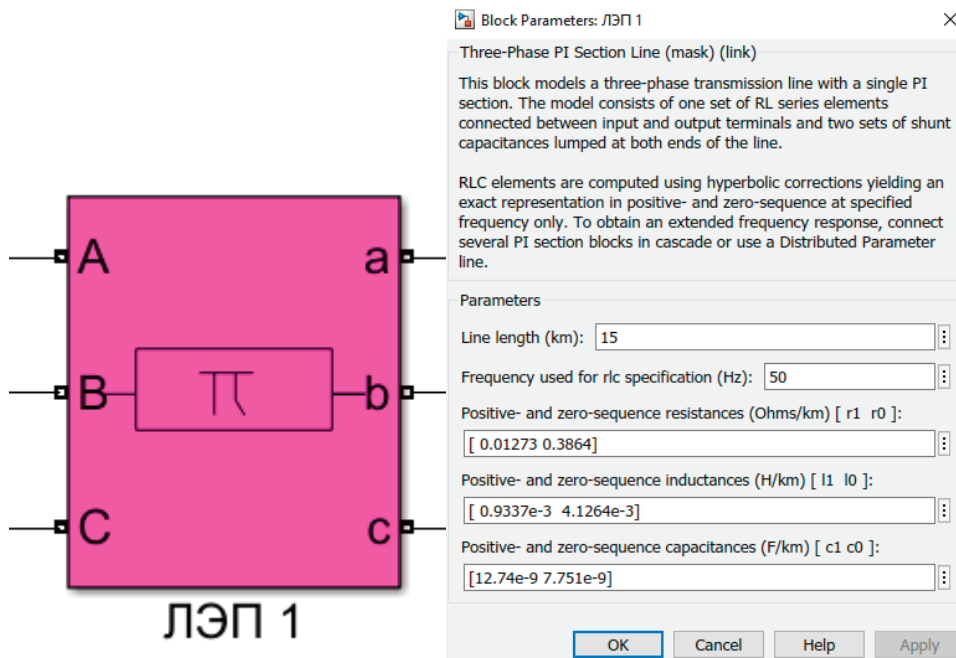 A
B
C
a
b
c
ЛЭП 1
Block Parameters: ЛЭП 1
Three-Phase PI Section Line (mask) (link)
This block models a three-phase transmission line with a single PI
section. The model consists of one set of RL series elements
connected between input and output terminals and two sets of shunt
capacitances lumped at both ends of the line.
RLC elements are computed using hyperbolic corrections yielding an
exact representation in positive- and zero-sequence at specified
frequency only. To obtain an extended frequency response, connect
several PI section blocks in cascade or use a Distributed Parameter
line.
Parameters
Line length (km): 15
Frequency used for rlc specification (Hz): 50
Positive- and zero-sequence resistances (Ohms/km) [ r1  r0 ]:
[ 0.01273 0.3864]
Positive- and zero-sequence inductances (H/km) [ l1  l0 ]:
[ 0.9337e-3  4.1264e-3]
Positive- and zero-sequence capacitances (F/km) [ c1 c0 ]:
[12.74e-9 7.751e-9]
OK Cancel Help Apply